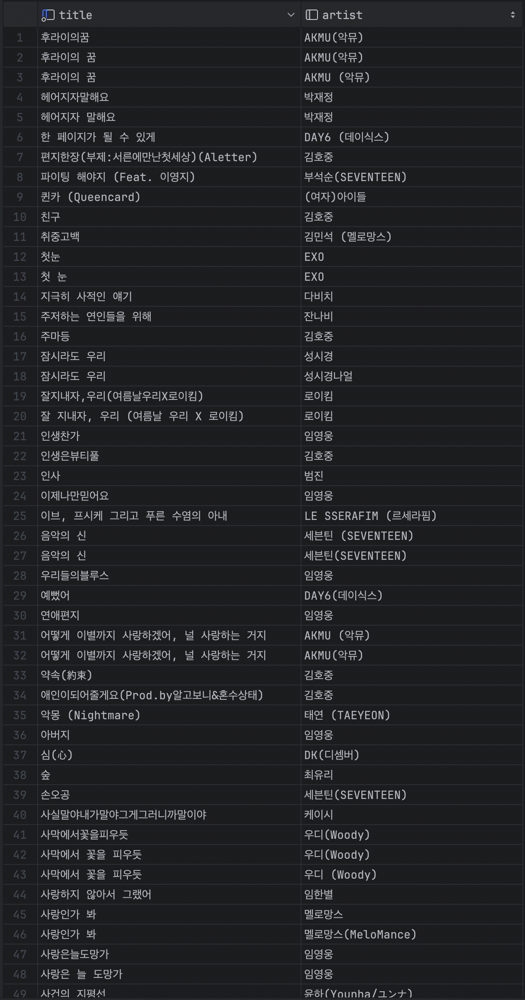 title artist
1 후라이의꿈 AKMU(악뮤)
2 후라이의 꿈 AKMU(악뮤)
3 후라이의 꿈 AKMU (악뮤)
4 헤어지자말해요 박재정
5 헤어지자 말해요 박재정
6 한 페이지가 될 수 있게 DAY6 (데이식스)
7 편지한장(부제:서른에만난첫세상)(Aletter) 김호중
8 파이팅 해야지 (Feat. 이영지) 부석순(SEVENTEEN)
9 퀸카 (Queencard) (여자)아이들
10 친구 김호중
11 취중고백 김민석 (멜로망스)
12 첫눈 EXO
13 첫 눈 EXO
14 지극히 사적인 얘기 다비치
15 주저하는 연인들을 위해 잔나비
16 주마등 김호중
17 잠시라도 우리 성시경
18 잠시라도 우리 성시경나얼
19 잘지내자,우리(여름날우리X로이킴) 로이킴
20 잘 지내자, 우리 (여름날 우리 X 로이킴) 로이킴
21 인생찬가 임영웅
22 인생은뷰티풀 김호중
23 인사 범진
24 이제나만믿어요 임영웅
25 이브, 프시케 그리고 푸른 수염의 아내 LE SSERAFIM (르세라핌)
26 음악의 신 세븐틴 (SEVENTEEN)
27 음악의 신 세븐틴(SEVENTEEN)
28 우리들의블루스 임영웅
29 예뻤어 DAY6(데이식스)
30 연애편지 임영웅
31 어떻게 이별까지 사랑하겠어, 널 사랑하는 거지 AKMU (악뮤)
32 어떻게 이별까지 사랑하겠어, 널 사랑하는 거지 AKMU(악뮤)
33 약속(約束) 김호중
34 애인이되어줄게요(Prod.by알고보니&혼수상태) 김호중
35 악몽 (Nightmare) 태연 (TAEYEON)
36 아버지 임영웅
37 심(心) DK(디셈버)
38 숲 최유리
39 손오공 세븐틴(SEVENTEEN)
40 사실말야내가말야그게그러니까말이야 케이시
41 사막에서꽃을피우듯 우디(Woody)
42 사막에서 꽃을 피우듯 우디(Woody)
43 사막에서 꽃을 피우듯 우디 (Woody)
44 사랑하지 않아서 그랬어 임한별
45 사랑인가 봐 멜로망스
46 사랑인가 봐 멜로망스(MeloMance)
47 사랑은늘도망가 임영웅
48 사랑은 늘 도망가 임영웅
49 사건의 지평선 윤하(Younha/ユンナ)